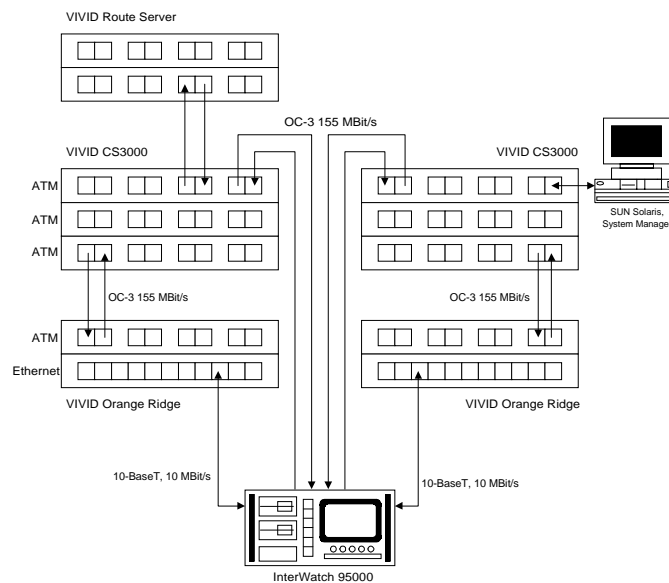 VIVID Route Server
OC-3 155 MBit/s
VIVID CS3000
VIVID CS3000
ATM
ATM
ATM
SUN Solaris,
System Manage
OC-3 155 MBit/s
OC-3 155 MBit/s
ATM
Ethernet
VIVID Orange Ridge
VIVID Orange Ridge
10-BaseT, 10 MBit/s
10-BaseT, 10 MBit/s
InterWatch 95000